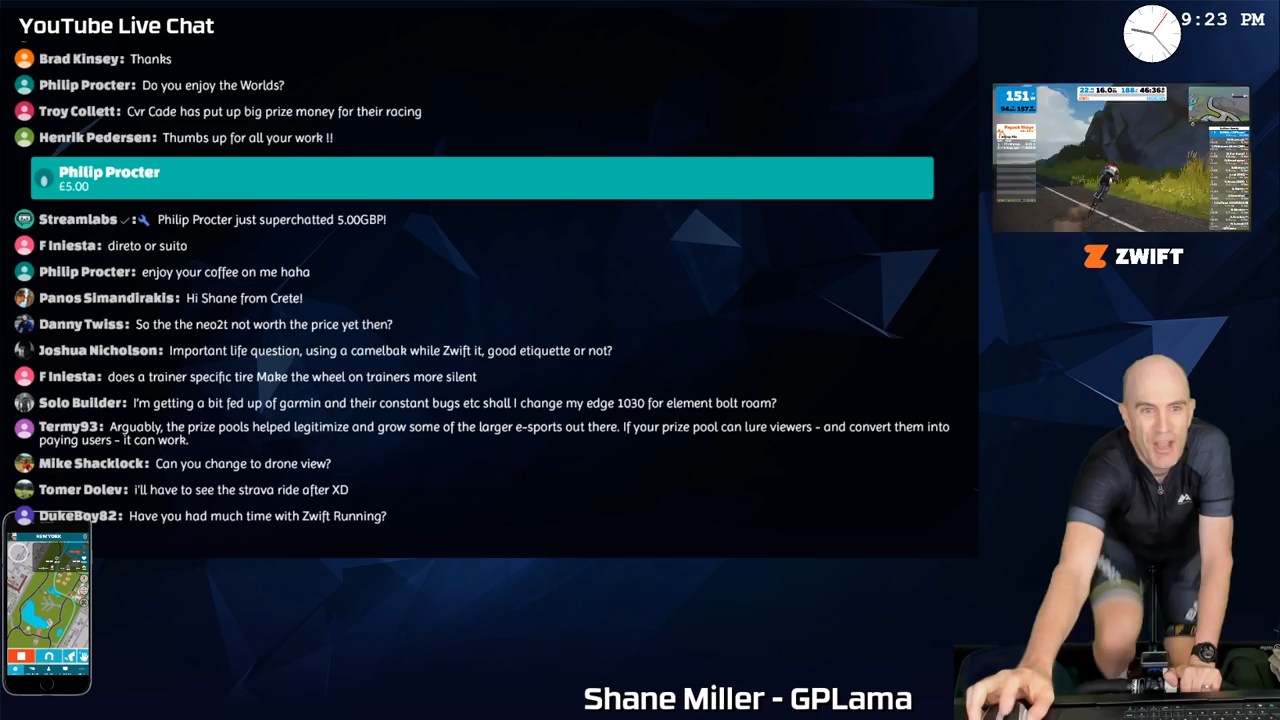 YouTube Live Chat
9:23 PM
Brad Kinsey: Thanks
Philip Procter: Do you enjoy the Worlds?
Troy Collett: Cvr Cade has put up big prize money for their racing
Henrik Pedersen: Thumbs up for all your work !!
Philip Procter
£5.00
Streamlabs : Philip Procter just superchatted 5.00GBP!
F Iniesta: direto or suito
Philip Procter: enjoy your coffee on me haha
Panos Simandirakis: Hi Shane from Crete!
Danny Twiss: So the the neo2t not worth the price yet then?
Joshua Nicholson: Important life question, using a camelbak while Zwift it, good etiquette or not?
F Iniesta: does a trainer specific tire Make the wheel on trainers more silent
Solo Builder: I'm getting a bit fed up of garmin and their constant bugs etc shall I change my edge 1030 for element bolt roam?
Termy93: Arguably, the prize pools helped legitimize and grow some of the larger e-sports out there. If your prize pool can lure viewers - and convert them into
paying users - it can work.
Mike Shacklock: Can you change to drone view?
Tomer Dolev: i'll have to see the strava ride after XD
DukeBoy82: Have you had much time with Zwift Running?
151
16.0
188
46:36
ZWIFT
NEW YORK
Shane Miller - GPLama